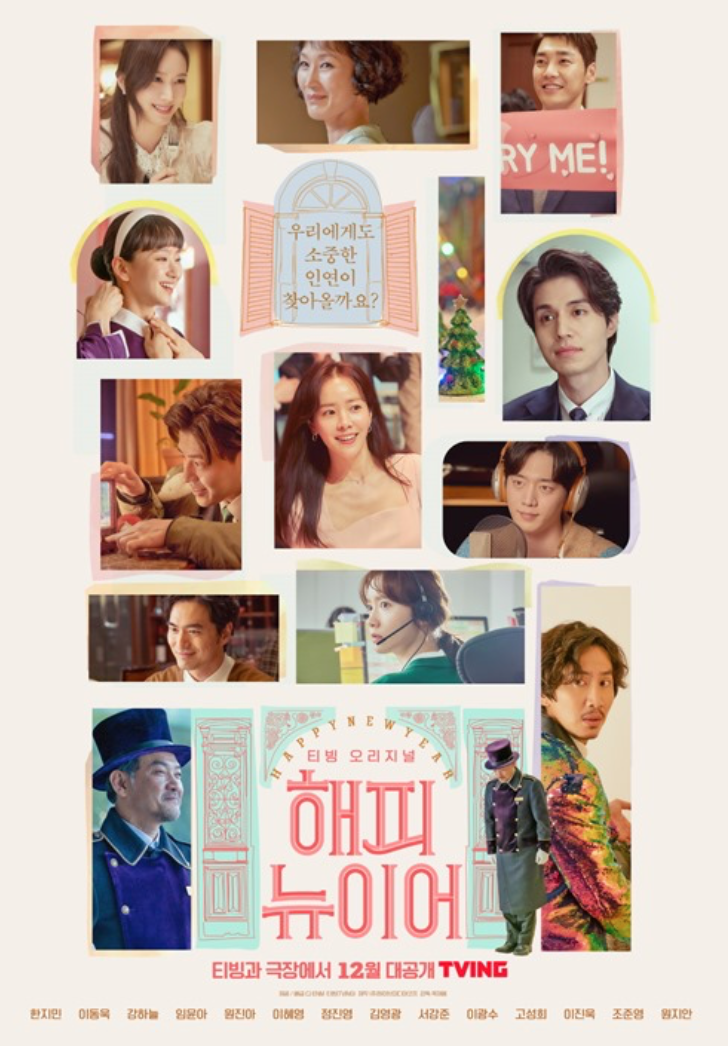 RY ME!
우리에게도
소중한
인연이
찾아올까요?
HAPPY NEW YEAR
티빙 오리지널
해피
뉴이어
티빙과 극장에서 12월 대공개 TVING
한지민 이동욱 강하늘 임윤아 원진아 이혜영 정진영 김영광 서강준 이광수 고성희 이진욱 조준영 원지안